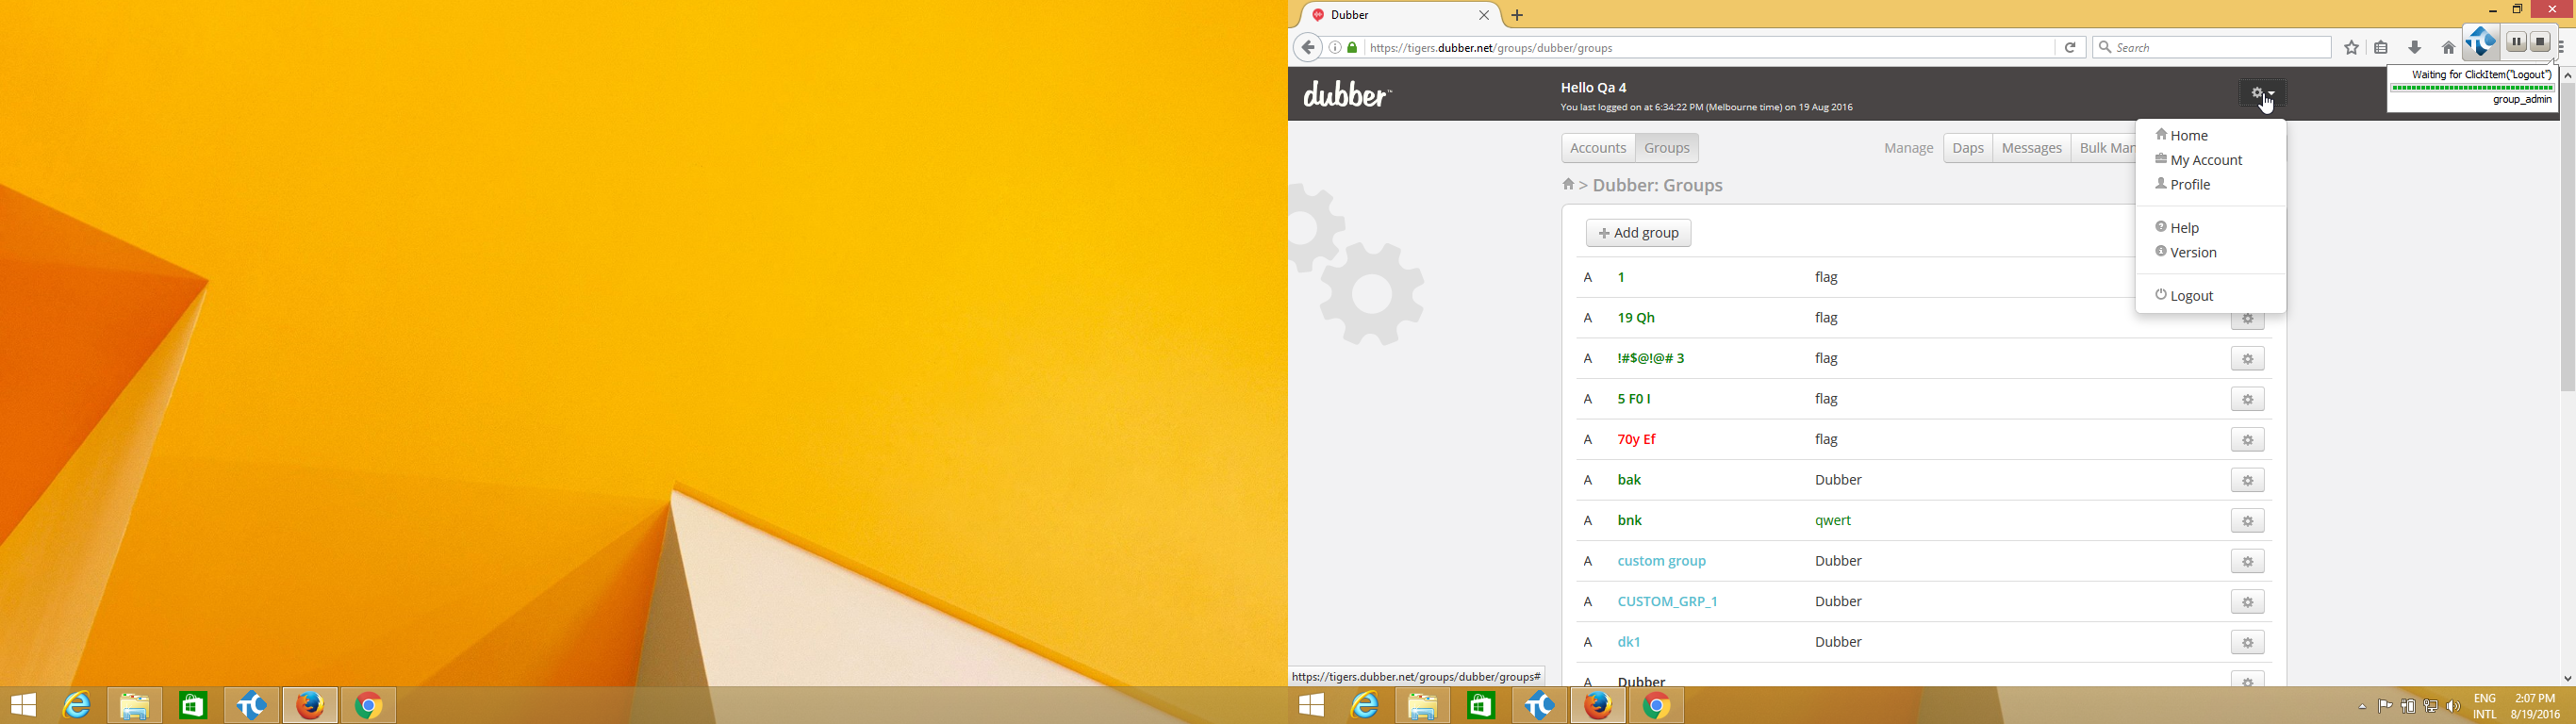 Dubber
https://tigers.dubber.net/groups/dubber/groups
Search
Waiting for ClickItem("Logout")
group_admin
dubber™
Hello Qa 4
You last logged on at 6:34:22 PM (Melbourne time) on 19 Aug 2016
Accounts Groups Manage Daps Messages Bulk Man
Home
My Account
Profile
Help
Version
Logout
> Dubber: Groups
Add group
A 1 flag
A 19 Qh flag
A !#$@!@# 3 flag
A 5 F0 I flag
A 70y Ef flag
A bak Dubber
A bnk qwert
A custom group Dubber
A CUSTOM_GRP_1 Dubber
A dk1 Dubber
Dubber
https://tigers.dubber.net/groups/dubber/groups#
ENG 2:07 PM
INTL 8/19/2016